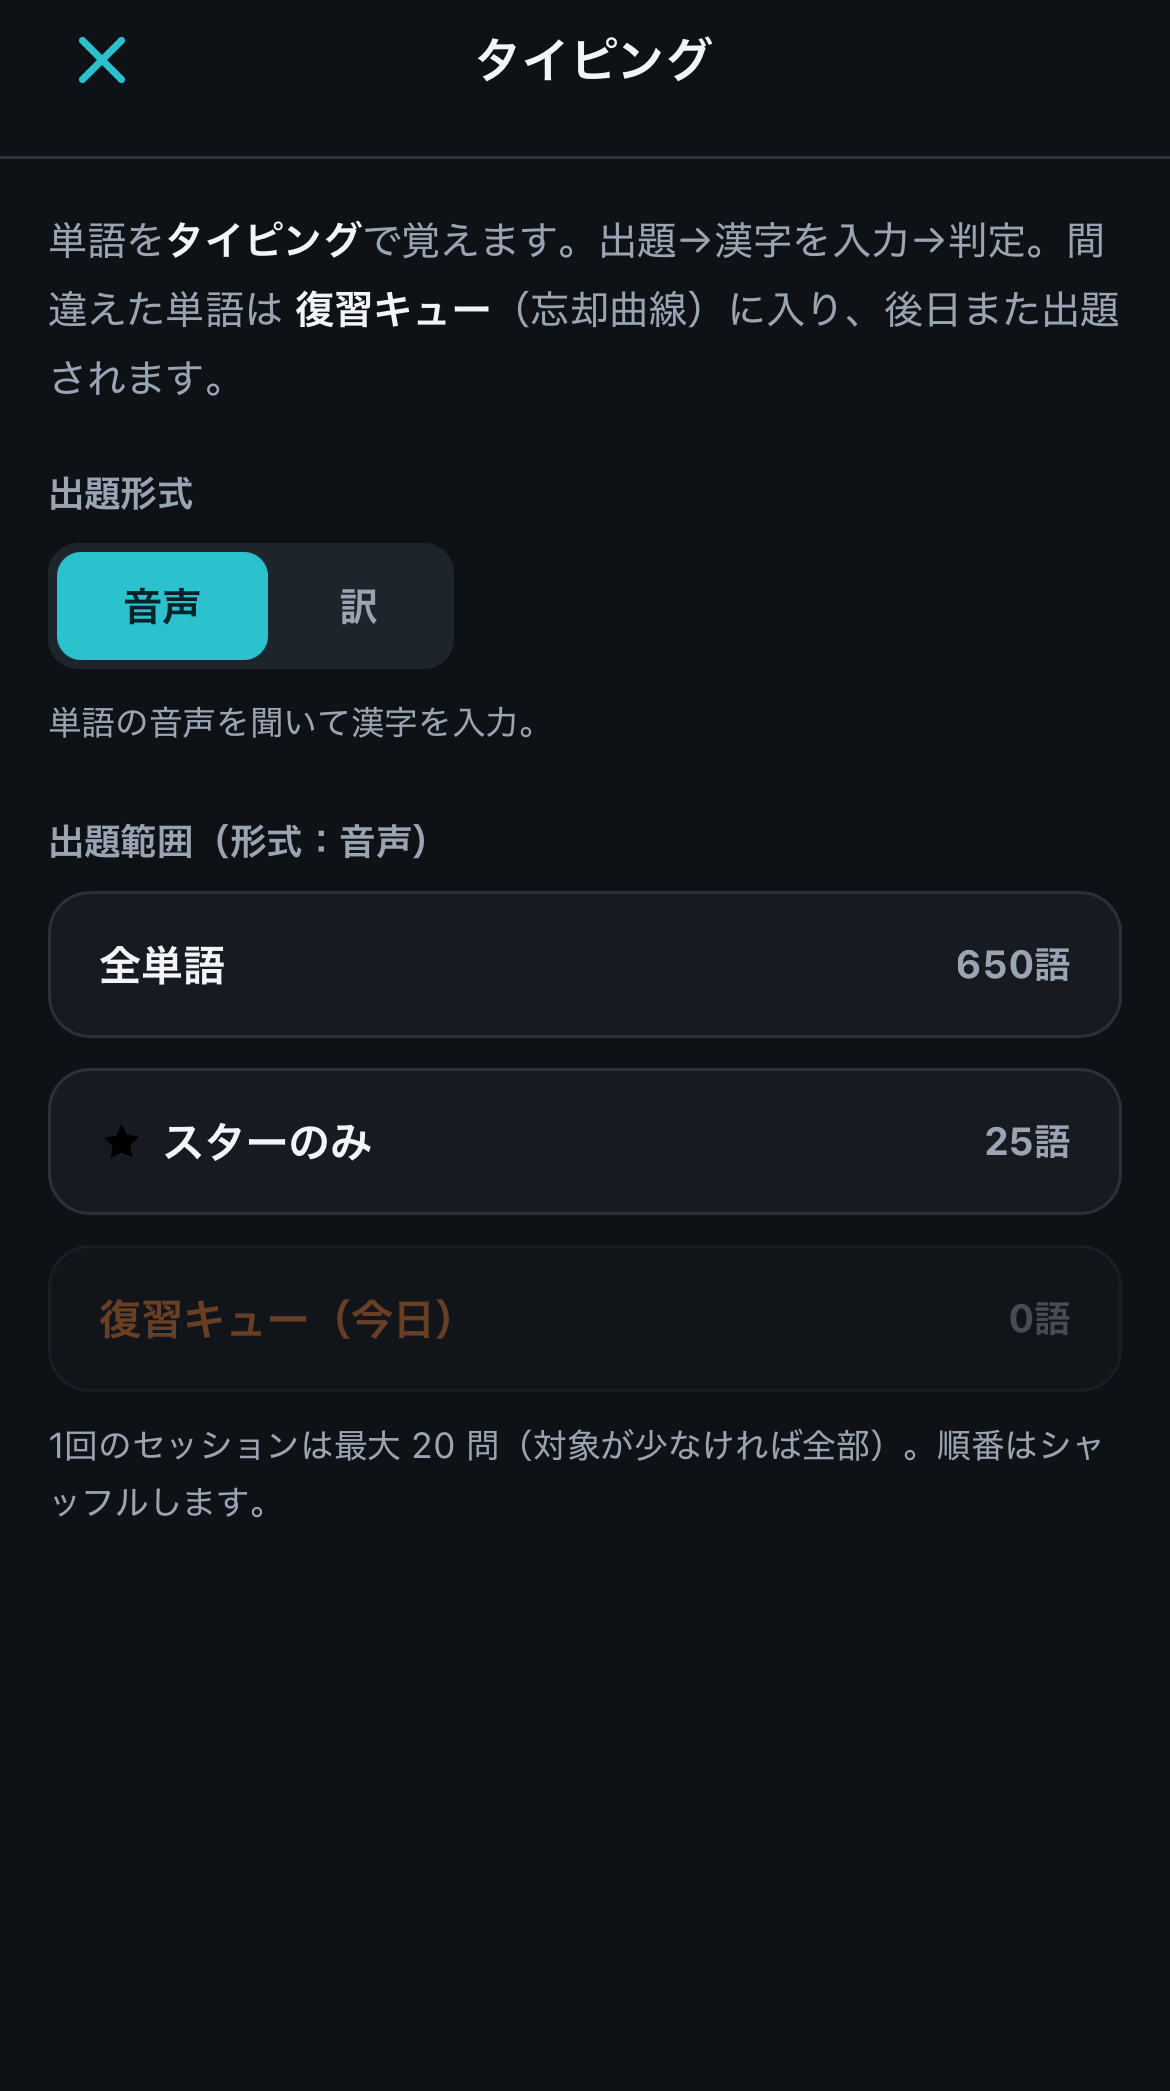 タイピング
単語をタイピングで覚えます。出題→漢字を入力→判定。間
違えた単語は 復習キュー（忘却曲線）に入り、後日また出題
されます。
出題形式
音声 訳
単語の音声を聞いて漢字を入力。
出題範囲（形式：音声）
全単語 650語
★ スターのみ 25語
復習キュー（今日） 0語
1回のセッションは最大 20 問（対象が少なければ全部）。順番はシャ
ッフルします。